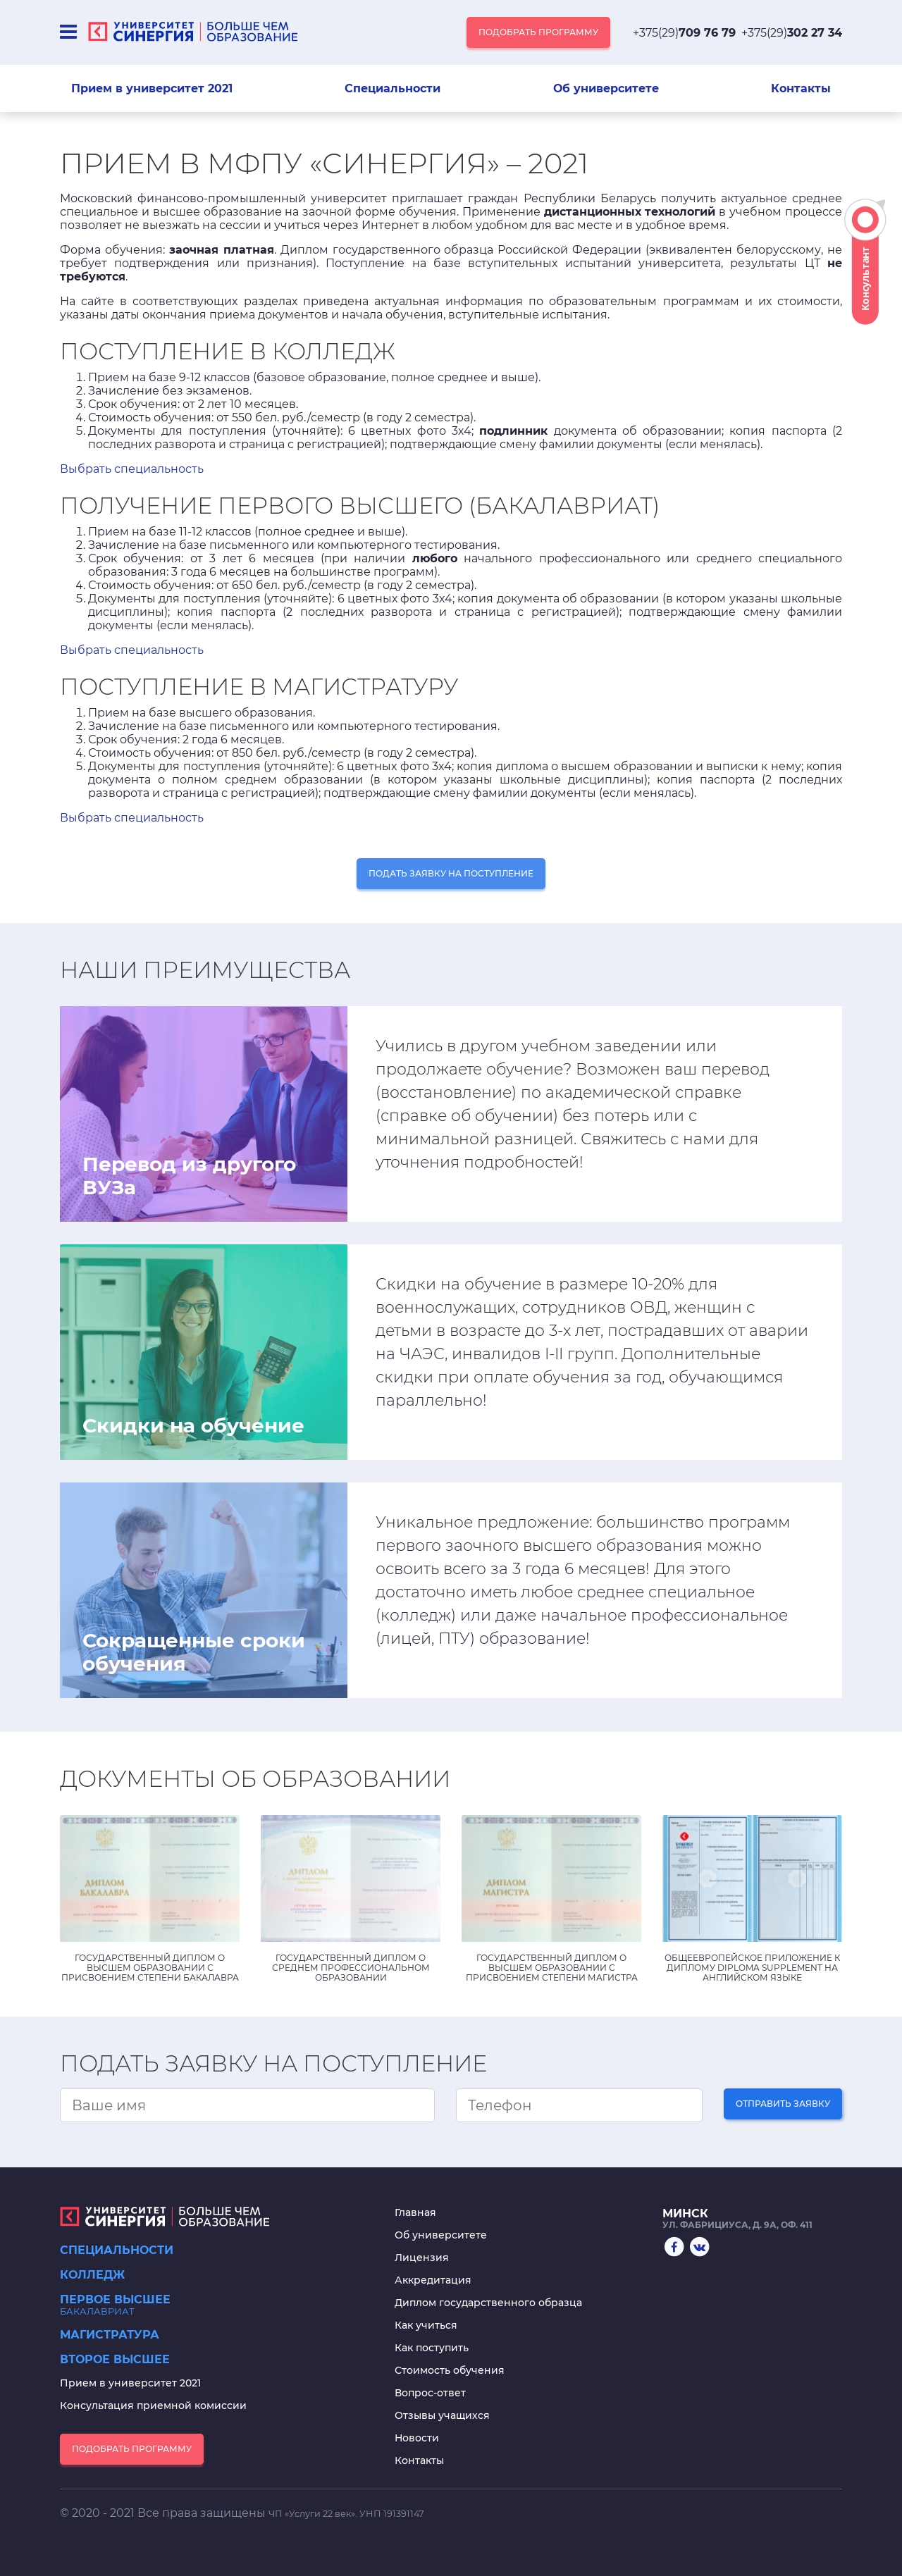 УНИВЕРСИТЕТ СИНЕРГИЯ БОЛЬШЕ ЧЕМ ОБРАЗОВАНИЕ
ПОДОБРАТЬ ПРОГРАММУ
+375(29)709 76 79 +375(29)302 27 34
Прием в университет 2021
Специальности
Об университете
Контакты
Консультант
ПРИЕМ В МФПУ «СИНЕРГИЯ» – 2021
Московский финансово-промышленный университет приглашает граждан Республики Беларусь получить актуальное среднее
специальное и высшее образование на заочной форме обучения. Применение дистанционных технологий в учебном процессе
позволяет не выезжать на сессии и учиться через Интернет в любом удобном для вас месте и в удобное время.
Форма обучения: заочная платная. Диплом государственного образца Российской Федерации (эквивалентен белорусскому, не
требует подтверждения или признания). Поступление на базе вступительных испытаний университета, результаты ЦТ не
требуются.
На сайте в соответствующих разделах приведена актуальная информация по образовательным программам и их стоимости,
указаны даты окончания приема документов и начала обучения, вступительные испытания.
ПОСТУПЛЕНИЕ В КОЛЛЕДЖ
1. Прием на базе 9-12 классов (базовое образование, полное среднее и выше).
2. Зачисление без экзаменов.
3. Срок обучения: от 2 лет 10 месяцев.
4. Стоимость обучения: от 550 бел. руб./семестр (в году 2 семестра).
5. Документы для поступления (уточняйте): 6 цветных фото 3х4; подлинник документа об образовании; копия паспорта (2
последних разворота и страница с регистрацией); подтверждающие смену фамилии документы (если менялась).
Выбрать специальность
ПОЛУЧЕНИЕ ПЕРВОГО ВЫСШЕГО (БАКАЛАВРИАТ)
1. Прием на базе 11-12 классов (полное среднее и выше).
2. Зачисление на базе письменного или компьютерного тестирования.
3. Срок обучения: от 3 лет 6 месяцев (при наличии любого начального профессионального или среднего специального
образования: 3 года 6 месяцев на большинстве программ).
4. Стоимость обучения: от 650 бел. руб./семестр (в году 2 семестра).
5. Документы для поступления (уточняйте): 6 цветных фото 3х4; копия документа об образовании (в котором указаны школьные
дисциплины); копия паспорта (2 последних разворота и страница с регистрацией); подтверждающие смену фамилии
документы (если менялась).
Выбрать специальность
ПОСТУПЛЕНИЕ В МАГИСТРАТУРУ
1. Прием на базе высшего образования.
2. Зачисление на базе письменного или компьютерного тестирования.
3. Срок обучения: 2 года 6 месяцев.
4. Стоимость обучения: от 850 бел. руб./семестр (в году 2 семестра).
5. Документы для поступления (уточняйте): 6 цветных фото 3х4; копия диплома о высшем образовании и выписки к нему; копия
документа о полном среднем образовании (в котором указаны школьные дисциплины); копия паспорта (2 последних
разворота и страница с регистрацией); подтверждающие смену фамилии документы (если менялась).
Выбрать специальность
ПОДАТЬ ЗАЯВКУ НА ПОСТУПЛЕНИЕ
НАШИ ПРЕИМУЩЕСТВА
Перевод из другого
ВУЗа
Учились в другом учебном заведении или
продолжаете обучение? Возможен ваш перевод
(восстановление) по академической справке
(справке об обучении) без потерь или с
минимальной разницей. Свяжитесь с нами для
уточнения подробностей!
Скидки на обучение
Скидки на обучение в размере 10-20% для
военнослужащих, сотрудников ОВД, женщин с
детьми в возрасте до 3-х лет, пострадавших от аварии
на ЧАЭС, инвалидов I-II групп. Дополнительные
скидки при оплате обучения за год, обучающимся
параллельно!
Сокращенные сроки
обучения
Уникальное предложение: большинство программ
первого заочного высшего образования можно
освоить всего за 3 года 6 месяцев! Для этого
достаточно иметь любое среднее специальное
(колледж) или даже начальное профессиональное
(лицей, ПТУ) образование!
ДОКУМЕНТЫ ОБ ОБРАЗОВАНИИ
ДИПЛОМ
БАКАЛАВРА
ДИПЛОМ
ДИПЛОМ
МАГИСТРА
ГОСУДАРСТВЕННЫЙ ДИПЛОМ О
ВЫСШЕМ ОБРАЗОВАНИИ С
ПРИСВОЕНИЕМ СТЕПЕНИ БАКАЛАВРА
ГОСУДАРСТВЕННЫЙ ДИПЛОМ О
СРЕДНЕМ ПРОФЕССИОНАЛЬНОМ
ОБРАЗОВАНИИ
ГОСУДАРСТВЕННЫЙ ДИПЛОМ О
ВЫСШЕМ ОБРАЗОВАНИИ С
ПРИСВОЕНИЕМ СТЕПЕНИ МАГИСТРА
ОБЩЕЕВРОПЕЙСКОЕ ПРИЛОЖЕНИЕ К
ДИПЛОМУ DIPLOMA SUPPLEMENT НА
АНГЛИЙСКОМ ЯЗЫКЕ
ПОДАТЬ ЗАЯВКУ НА ПОСТУПЛЕНИЕ
Ваше имя
Телефон
ОТПРАВИТЬ ЗАЯВКУ
УНИВЕРСИТЕТ СИНЕРГИЯ БОЛЬШЕ ЧЕМ ОБРАЗОВАНИЕ
СПЕЦИАЛЬНОСТИ
КОЛЛЕДЖ
ПЕРВОЕ ВЫСШЕЕ
БАКАЛАВРИАТ
МАГИСТРАТУРА
ВТОРОЕ ВЫСШЕЕ
Прием в университет 2021
Консультация приемной комиссии
ПОДОБРАТЬ ПРОГРАММУ
Главная
Об университете
Лицензия
Аккредитация
Диплом государственного образца
Как учиться
Как поступить
Стоимость обучения
Вопрос-ответ
Отзывы учащихся
Новости
Контакты
МИНСК
УЛ. ФАБРИЦИУСА, Д. 9А, ОФ. 411
© 2020 - 2021 Все права защищены ЧП «Услуги 22 век». УНП 191391147